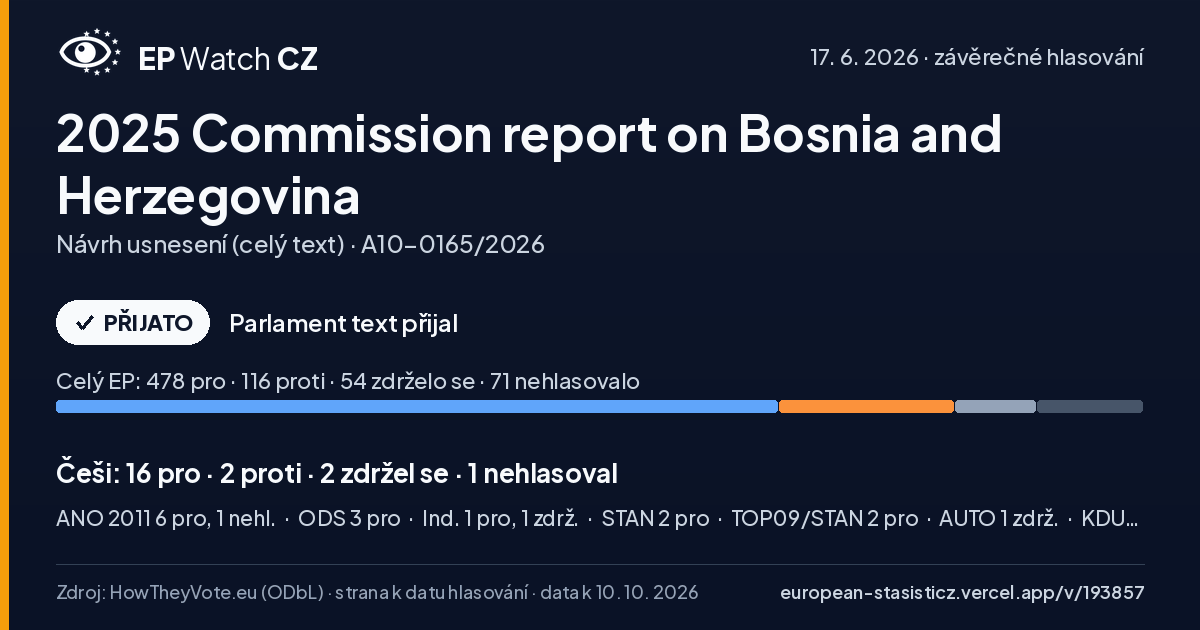 EP Watch CZ
17. 6. 2026 · závěrečné hlasování
2025 Commission report on Bosnia and
Herzegovina
Návrh usnesení (celý text) · A10–0165/2026
✓ PŘIJATO
Parlament text přijal
Celý EP: 478 pro · 116 proti · 54 zdrželo se · 71 nehlasovalo
Češi: 16 pro · 2 proti · 2 zdržel se · 1 nehlasoval
ANO 2011 6 pro, 1 nehl. · ODS 3 pro · Ind. 1 pro, 1 zdrž. · STAN 2 pro · TOP09/STAN 2 pro · AUTO 1 zdrž. · KDU…
Zdroj: HowTheyVote.eu (ODbL) · strana k datu hlasování · data k 10. 10. 2026
european-stasisticz.vercel.app/v/193857